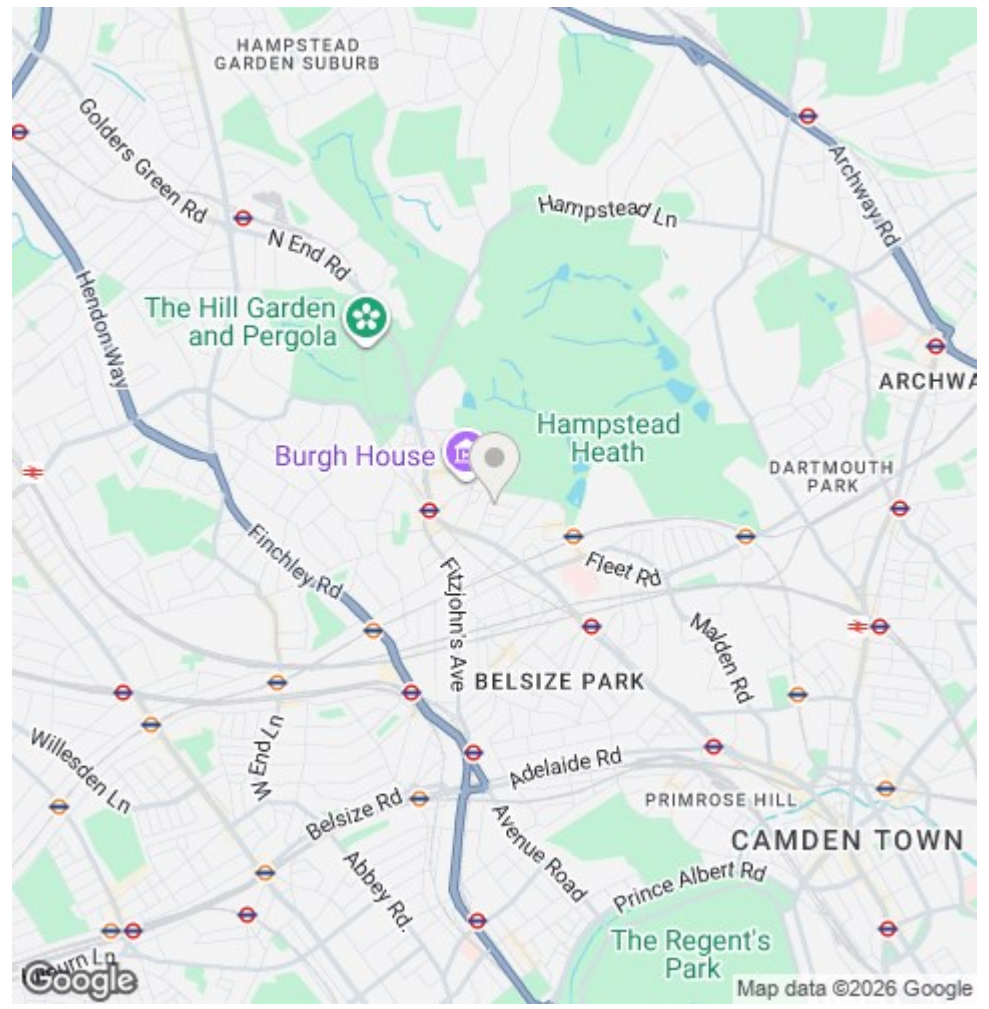 HAMPSTEAD
GARDEN SUBURB
Golders Green Rd
Archway Rd
Hampstead Ln
N End Rd
Hendon Way
The Hill Garden
and Pergola
ARCHWA
Hampstead
Heath
Burgh House
DARTMOUTH
PARK
Finchley Rd
Fleet Rd
Fitzjohn's Ave
Malden Rd
BELSIZE PARK
W End Ln
Willesden Ln
Adelaide Rd
Belsize Rd
PRIMROSE HILL
Avenue Road
CAMDEN TOWN
Abbey Rd.
Prince Albert Rd
The Regent's
Park
Google
Map data ©2026 Google